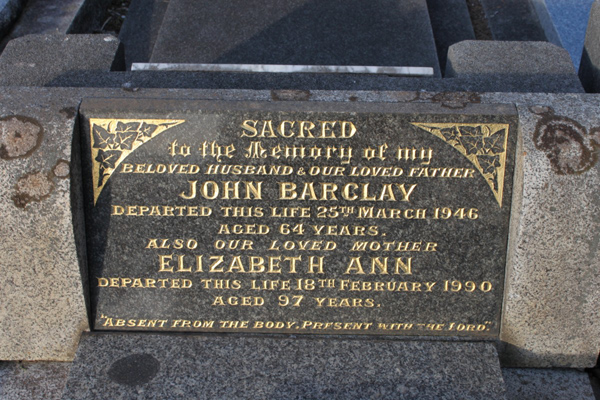 SACRED
to the Memory of my
BELOVED HUSBAND & OUR LOVED FATHER
JOHN BARCLAY
DEPARTED THIS LIFE 25TH MARCH 1946
AGED 64 YEARS.
ALSO OUR LOVED MOTHER
ELIZABETH ANN
DEPARTED THIS LIFE 18TH FEBRUARY 1990
AGED 97 YEARS.
"ABSENT FROM THE BODY, PRESENT WITH THE LORD".